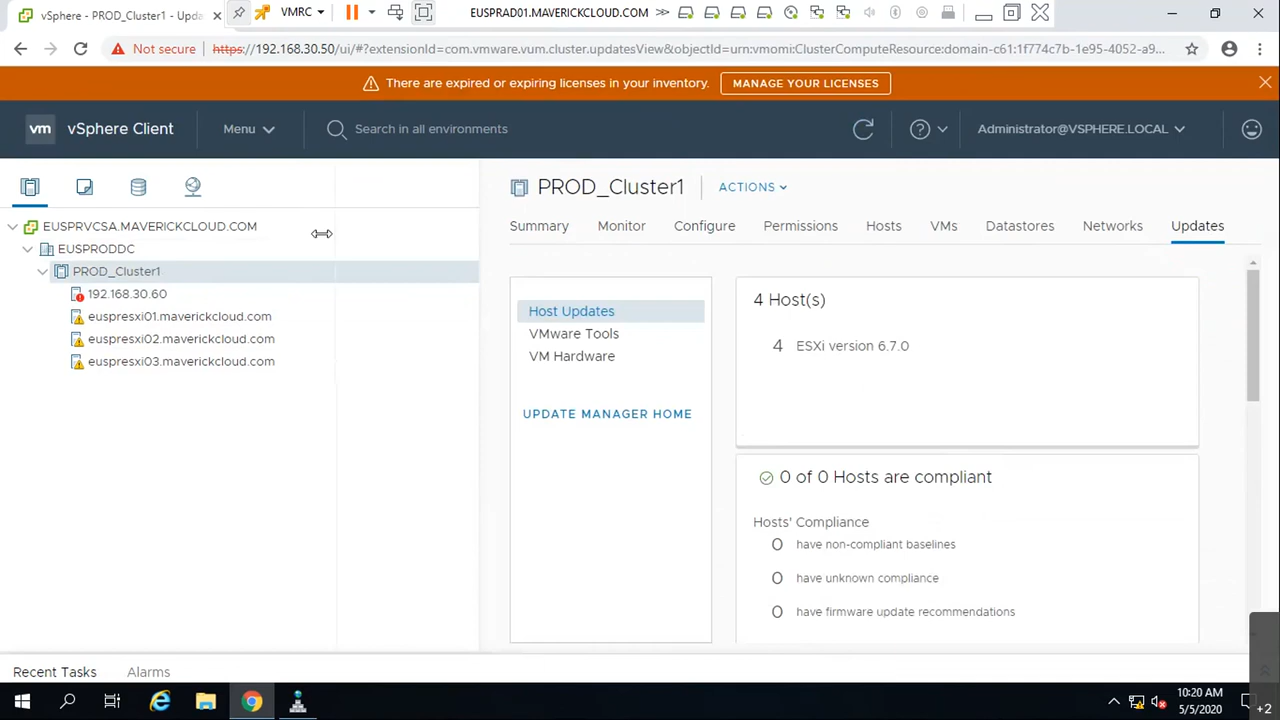 vSphere - PROD_Cluster1 - Upda
VMRC
EUSPRAD01.MAVERICKCLOUD.COM
Not secure
https://192.168.30.50/ui/#?extensionId=com.vmware.vum.cluster.updatesView&objectId=urn:vmomi:ClusterComputeResource:domain-c61:1f774c7b-1e95-4052-a9...
There are expired or expiring licenses in your inventory.
MANAGE YOUR LICENSES
vm
vSphere Client
Menu
Search in all environments
Administrator@VSPHERE.LOCAL
PROD_Cluster1
ACTIONS
Summary
Monitor
Configure
Permissions
Hosts
VMs
Datastores
Networks
Updates
EUSPRVCSA.MAVERICKCLOUD.COM
EUSPRODDC
PROD_Cluster1
192.168.30.60
euspresxi01.maverickcloud.com
euspresxi02.maverickcloud.com
euspresxi03.maverickcloud.com
Host Updates
VMware Tools
VM Hardware
UPDATE MANAGER HOME
4 Host(s)
4 ESXi version 6.7.0
0 of 0 Hosts are compliant
Hosts' Compliance
0 have non-compliant baselines
0 have unknown compliance
0 have firmware update recommendations
Recent Tasks
Alarms
10:20 AM
5/5/2020
+2